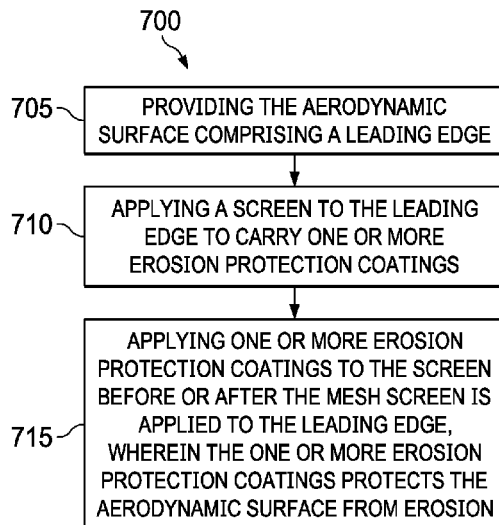 700
705
PROVIDING THE AERODYNAMIC
SURFACE COMPRISING A LEADING EDGE
710
APPLYING A SCREEN TO THE LEADING
EDGE TO CARRY ONE OR MORE
EROSION PROTECTION COATINGS
715
APPLYING ONE OR MORE EROSION
PROTECTION COATINGS TO THE SCREEN
BEFORE OR AFTER THE MESH SCREEN IS
APPLIED TO THE LEADING EDGE,
WHEREIN THE ONE OR MORE EROSION
PROTECTION COATINGS PROTECTS THE
AERODYNAMIC SURFACE FROM EROSION